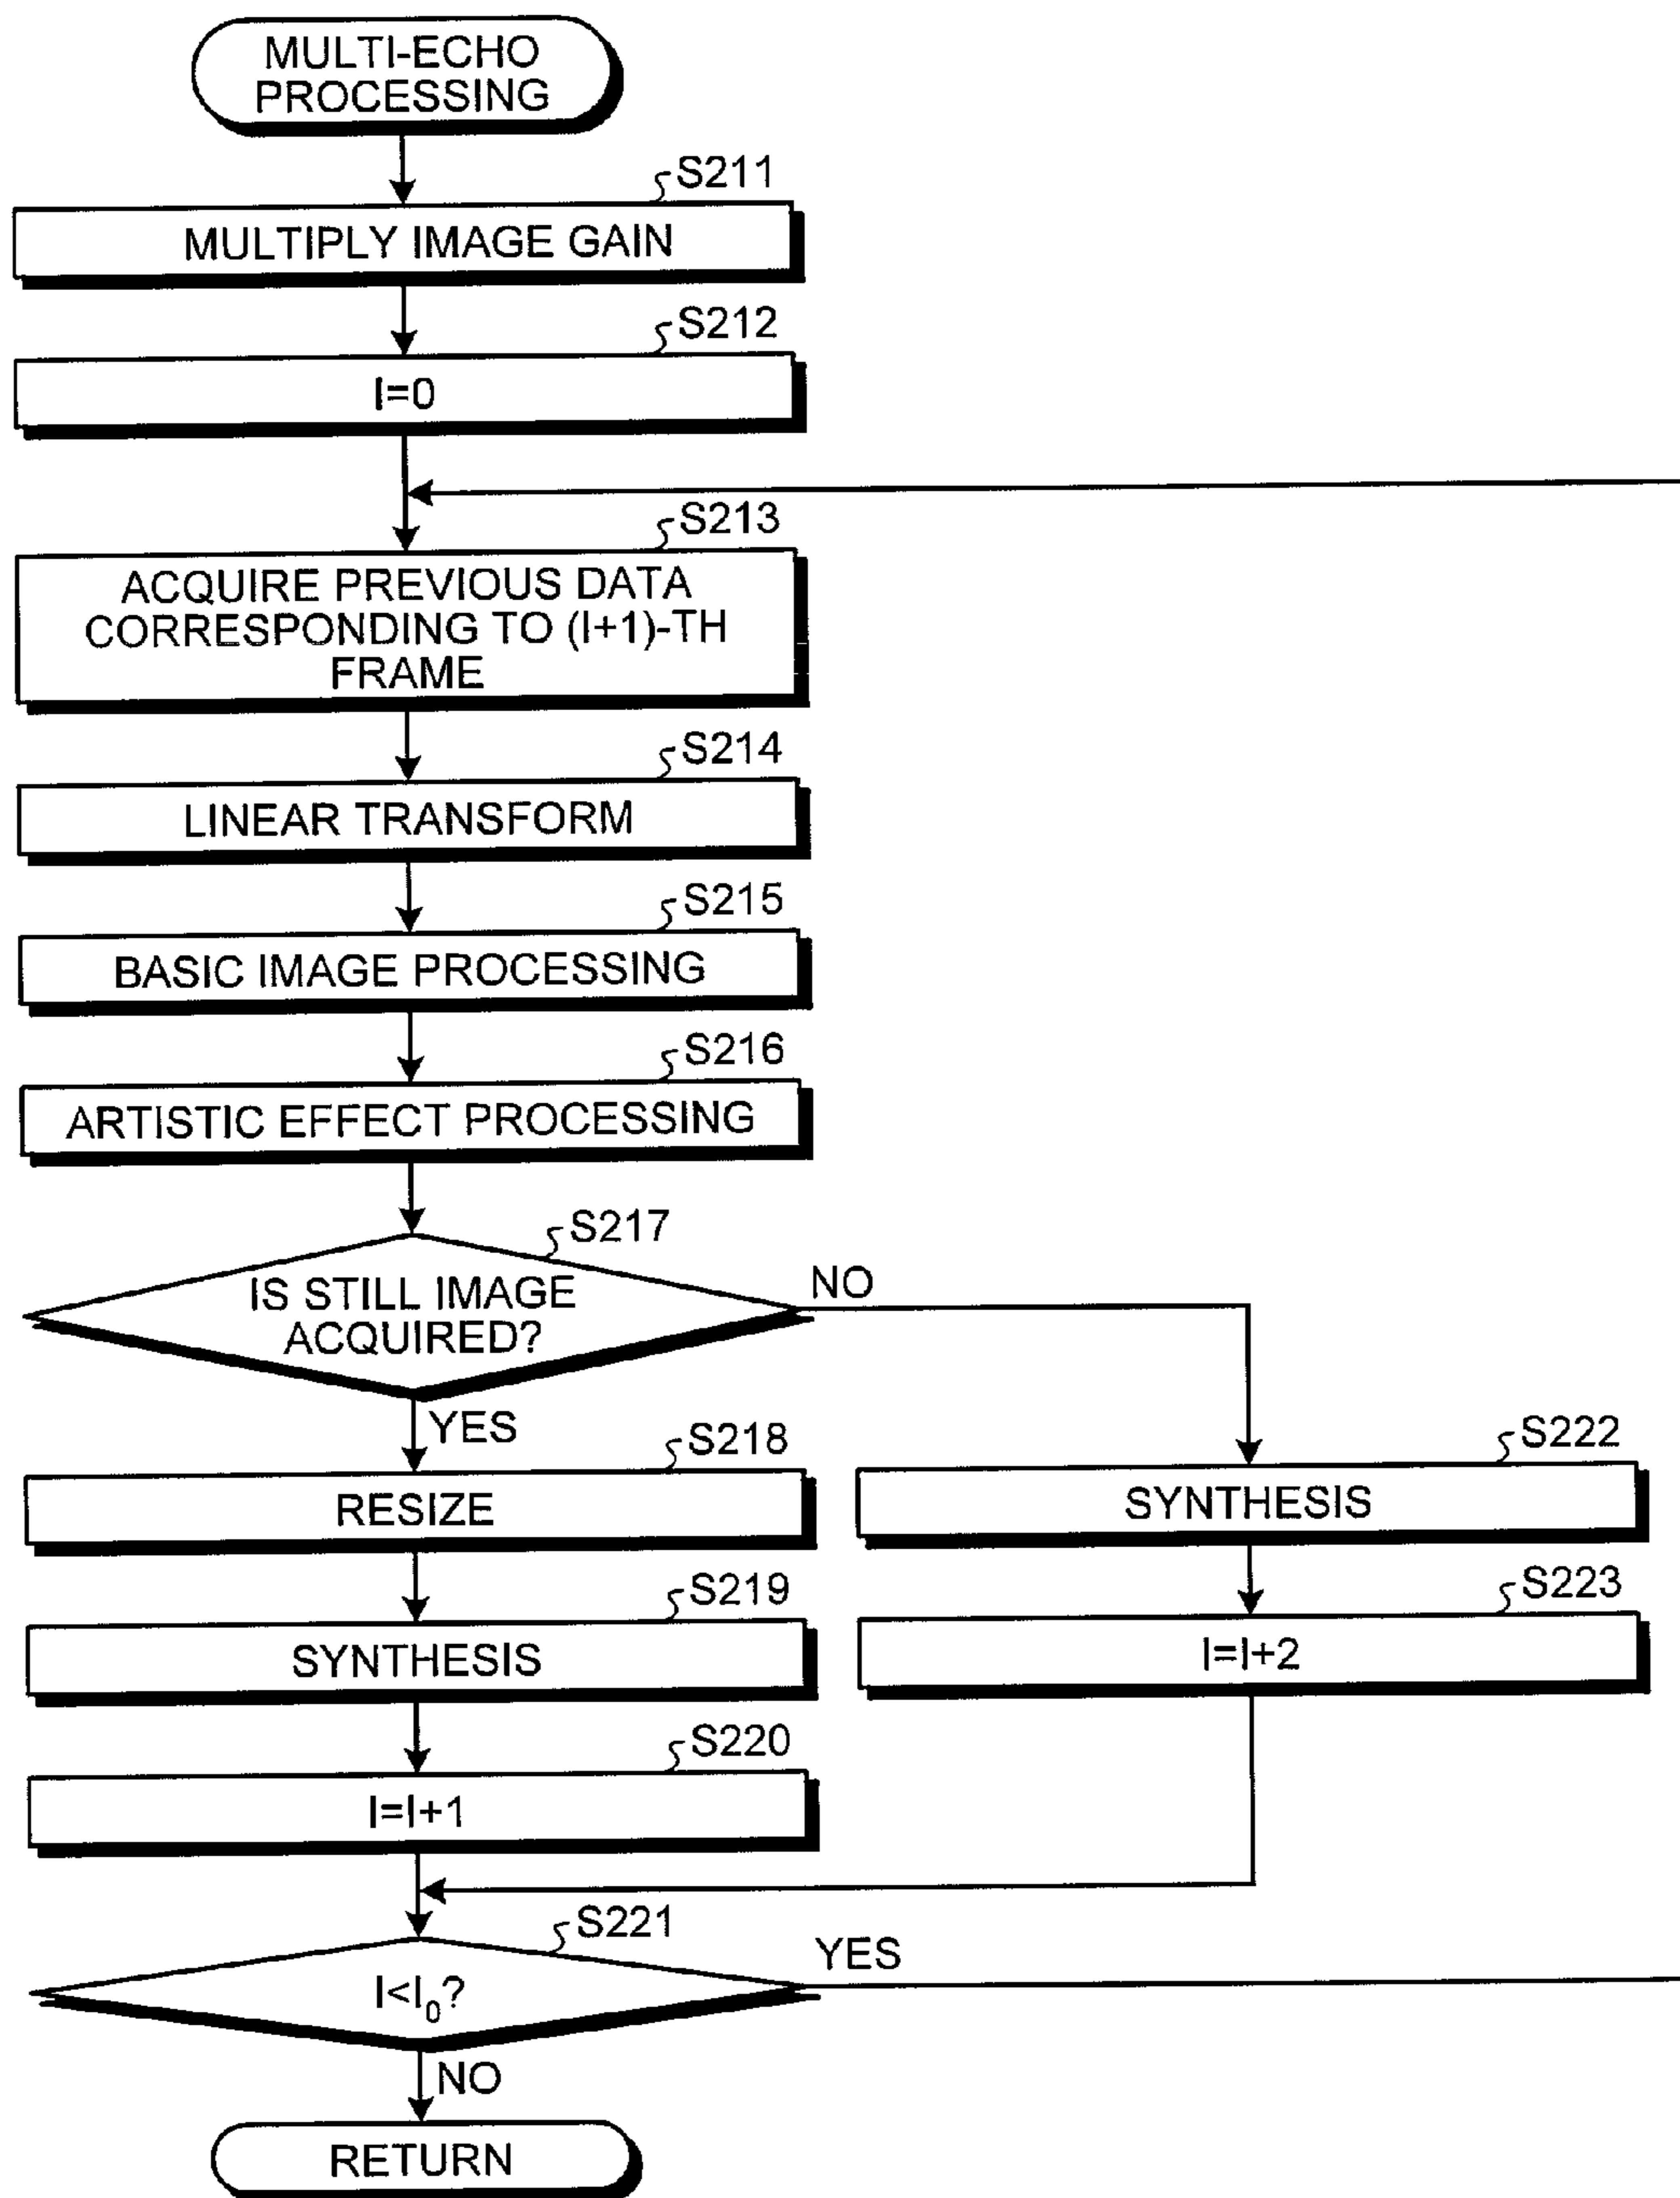 MULTI-ECHO
PROCESSING
S211
MULTIPLY IMAGE GAIN
S212
I=0
S213
ACQUIRE PREVIOUS DATA
CORRESPONDING TO (I+1)-TH
FRAME
S214
LINEAR TRANSFORM
S215
BASIC IMAGE PROCESSING
S216
ARTISTIC EFFECT PROCESSING
S217
IS STILL IMAGE
ACQUIRED?
NO
YES
S218
RESIZE
S222
SYNTHESIS
S219
SYNTHESIS
S223
I=I+2
S220
I=I+1
S221
I<I₀?
YES
NO
RETURN